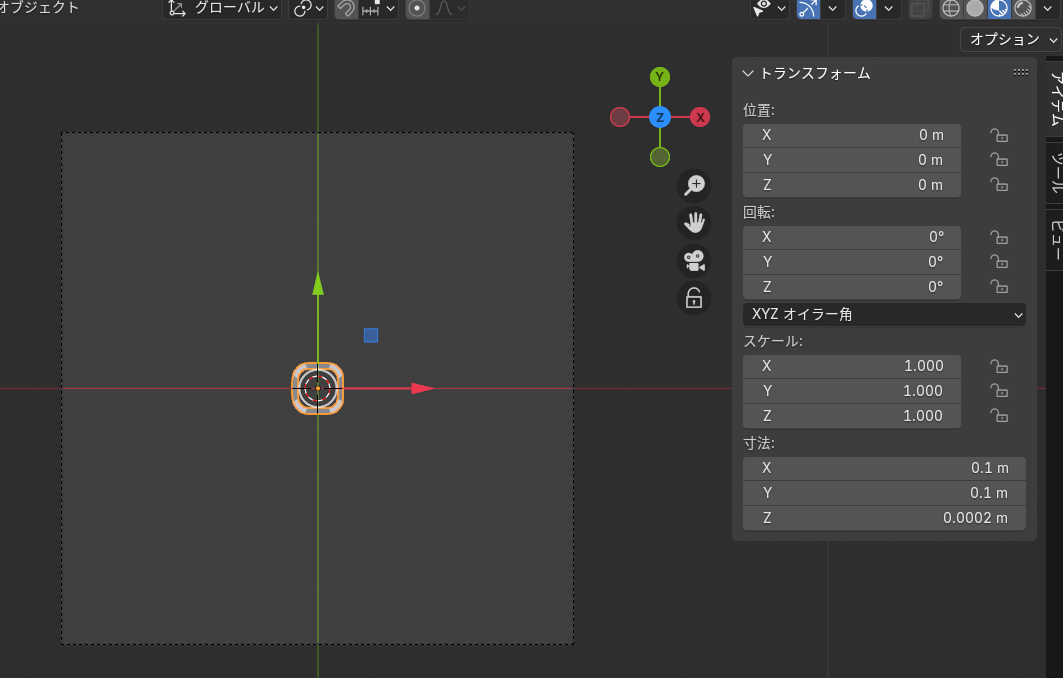 オブジェクト
グローバル
オプション
Y
Z
X
トランスフォーム
位置:
X 0 m
Y 0 m
Z 0 m
回転:
X 0°
Y 0°
Z 0°
XYZ オイラー角
スケール:
X 1.000
Y 1.000
Z 1.000
寸法:
X 0.1 m
Y 0.1 m
Z 0.0002 m
アイテム
ツール
ビュー